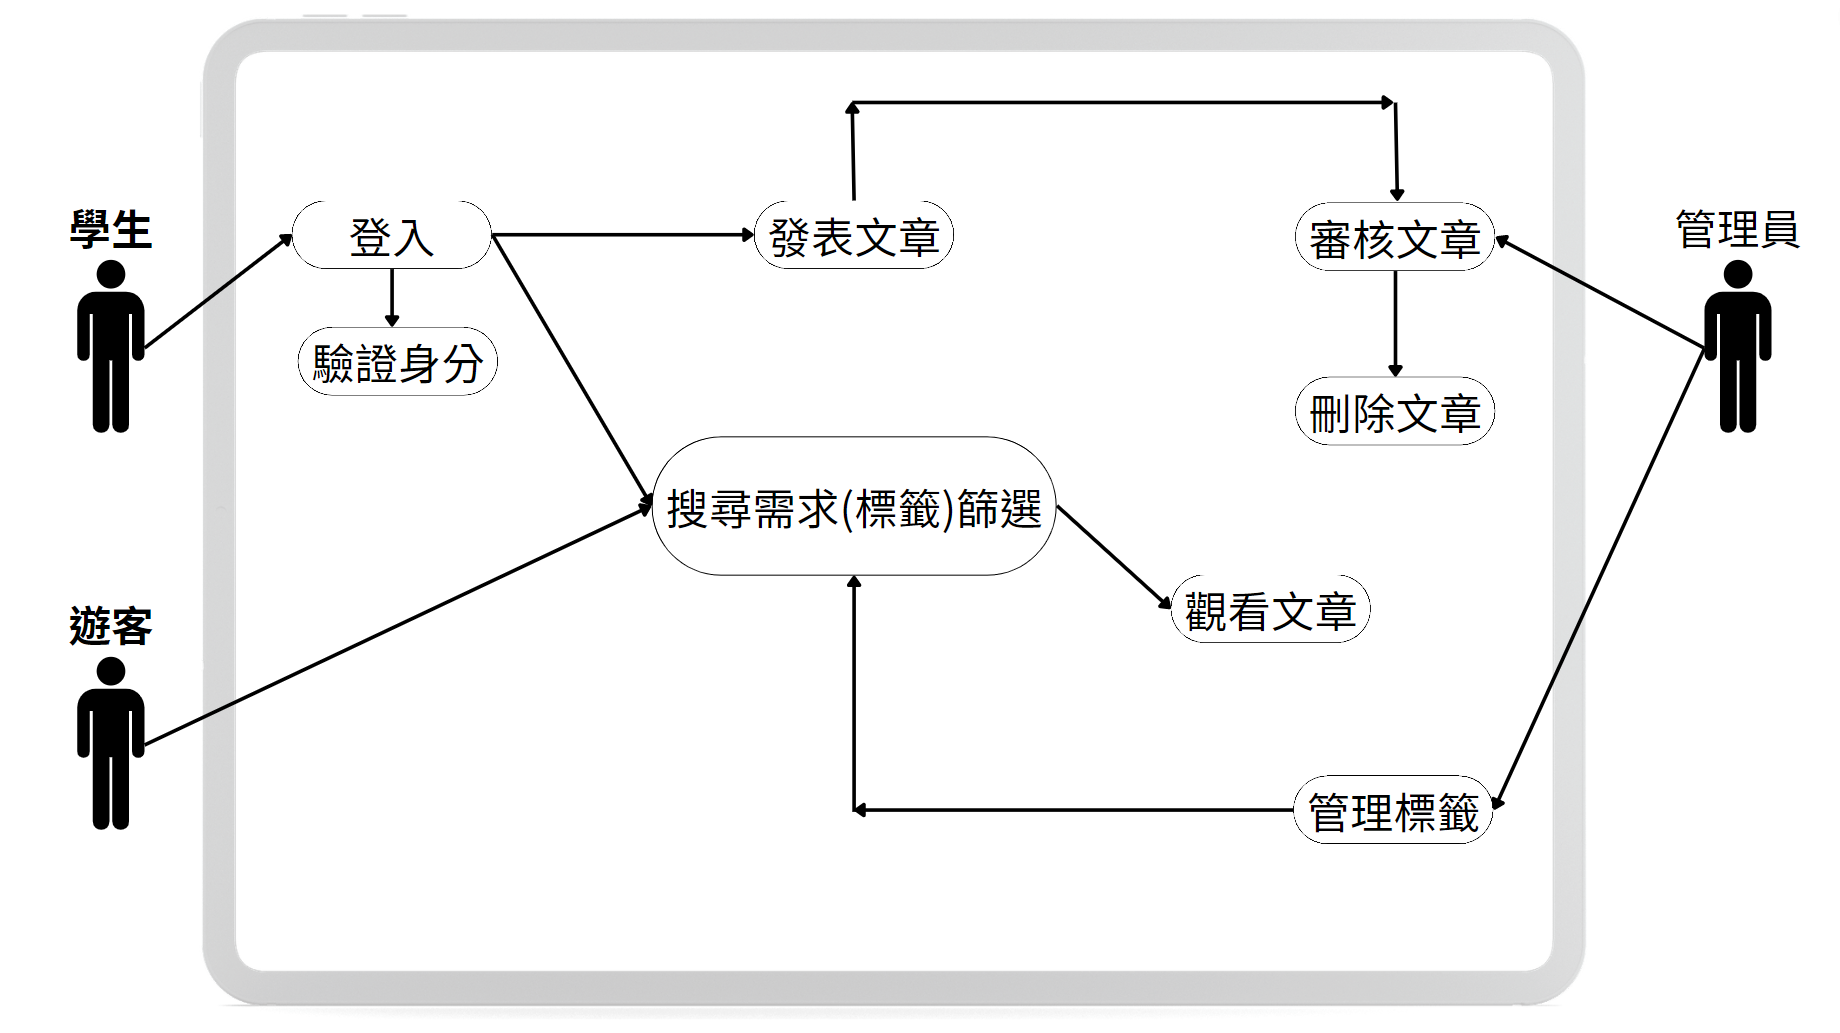 學生
登入
發表文章
審核文章
管理員
驗證身分
刪除文章
搜尋需求(標籤)篩選
觀看文章
遊客
管理標籤